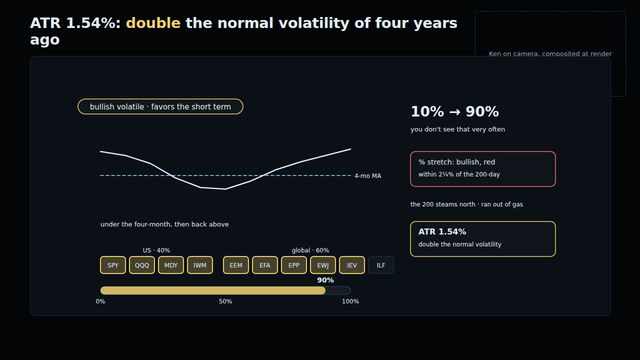 ATR 1.54%: double the normal volatility of four years
ago
Ken on camera, composited at render
bullish volatile · favors the short term
10% → 90%
you don't see that very often
4-mo MA
% stretch: bullish, red
within 2¼% of the 200-day
the 200 steams north · ran out of gas
under the four-month, then back above
ATR 1.54%
double the normal volatility
US · 40%
global · 60%
SPY QQQ MDY IWM EEM EFA EPP EWJ IEV ILF
90%
0% 50% 100%